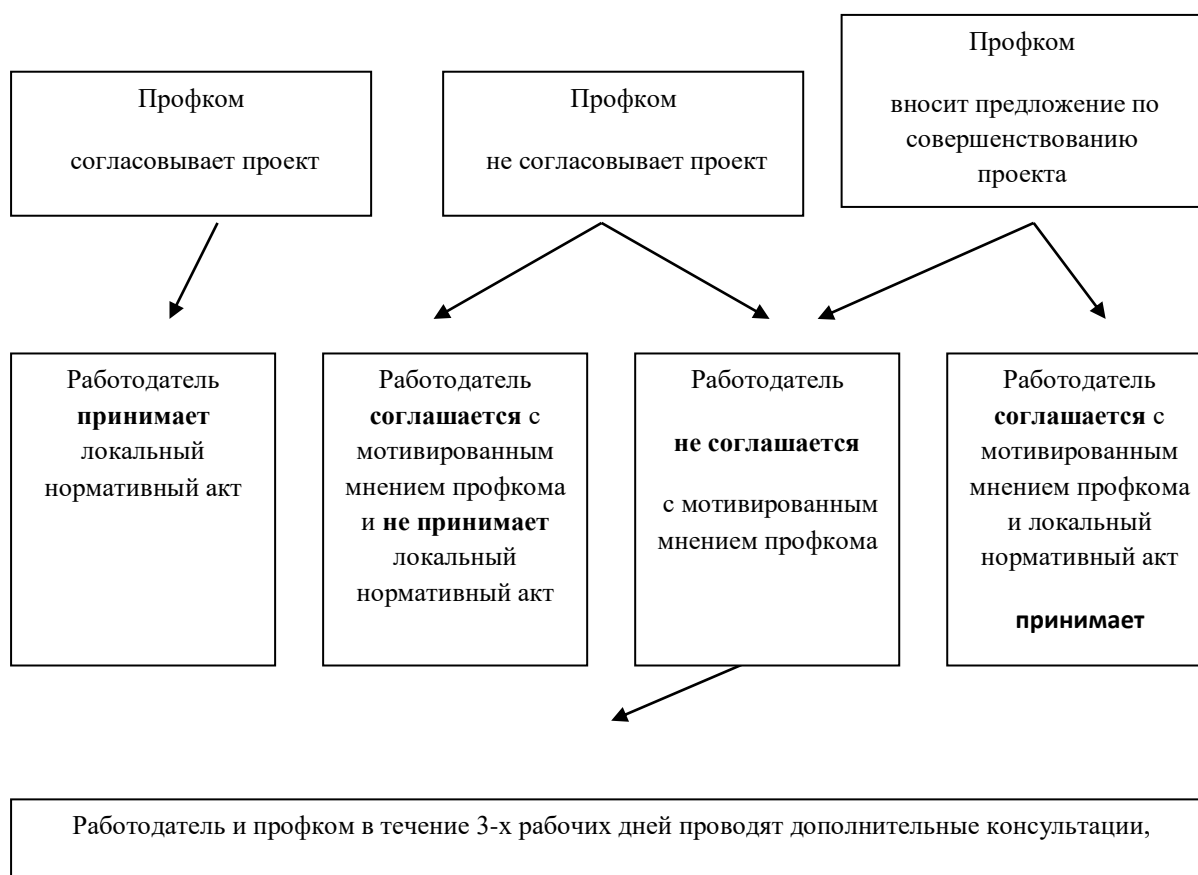 Профком
согласовывает проект
Профком
не согласовывает проект
Профком
вносит предложение по
совершенствованию
проекта
Работодатель
принимает
локальный
нормативный акт
Работодатель
соглашается с
мотивированным
мнением профкома
и не принимает
локальный
нормативный акт
Работодатель
не соглашается
с мотивированным
мнением профкома
Работодатель
соглашается с
мотивированным
мнением профкома
и локальный
нормативный акт
принимает
Работодатель и профком в течение 3-х рабочих дней проводят дополнительные консультации,